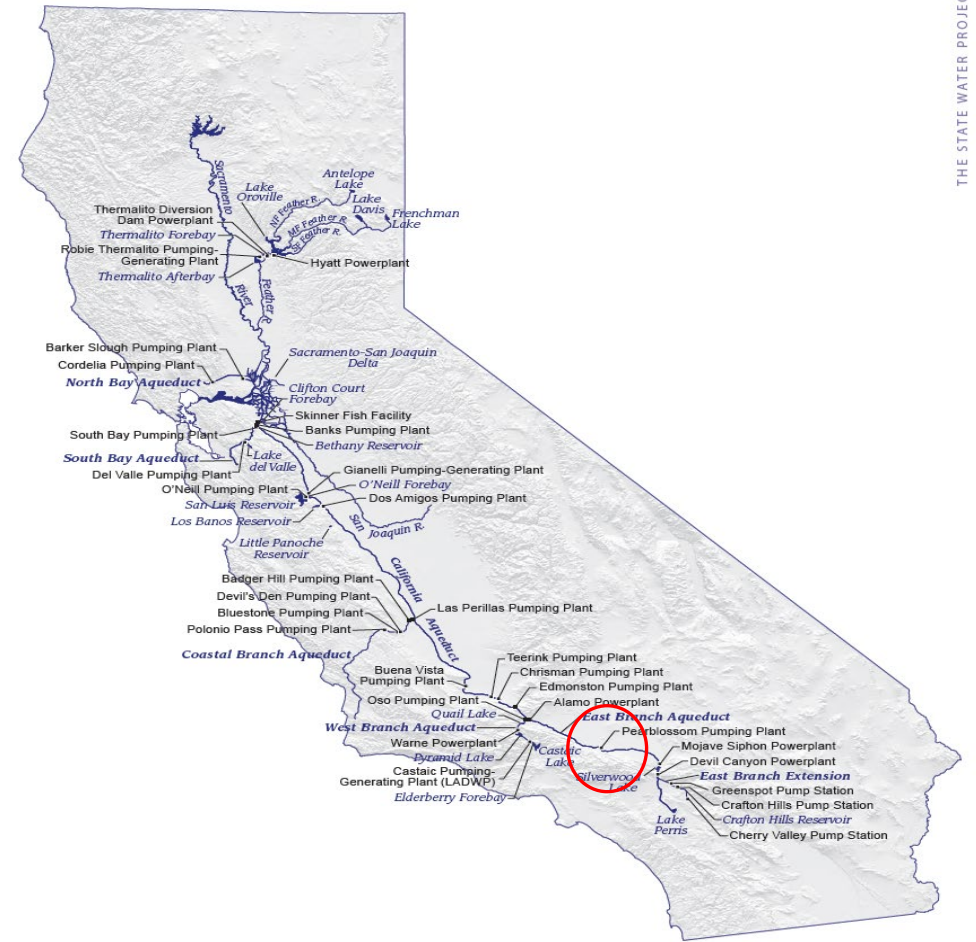 THE STATE WATER PROJEC
Antelope
Lake
Lake
Oroville
Lake
Davis
Frenchman
Lake
NF Feather R.
MF Feather R.
SF Feather R.
Sacramento
River
Feather R.
Thermalito Diversion
Dam Powerplant
Thermalito Forebay
Robie Thermalito Pumping-
Generating Plant
Thermalito Afterbay
Hyatt Powerplant
Barker Slough Pumping Plant
Cordelia Pumping Plant
North Bay Aqueduct
Sacramento-San Joaquin
Delta
Clifton Court
Forebay
Skinner Fish Facility
Banks Pumping Plant
Bethany Reservoir
South Bay Pumping Plant
South Bay Aqueduct
Lake
del Valle
Del Valle Pumping Plant
Gianelli Pumping-Generating Plant
O'Neill Pumping Plant
O'Neill Forebay
Dos Amigos Pumping Plant
San Luis Reservoir
Los Banos Reservoir
San Joaquin R.
Little Panoche
Reservoir
California
Aqueduct
Badger Hill Pumping Plant
Devil's Den Pumping Plant
Bluestone Pumping Plant
Polonio Pass Pumping Plant
Las Perillas Pumping Plant
Coastal Branch Aqueduct
Teerink Pumping Plant
Chrisman Pumping Plant
Buena Vista
Pumping Plant
Edmonston Pumping Plant
Oso Pumping Plant
Alamo Powerplant
Quail Lake
East Branch Aqueduct
West Branch Aqueduct
Pearblossom Pumping Plant
Warne Powerplant
Mojave Siphon Powerplant
Pyramid Lake
Castaic
Lake
Devil Canyon Powerplant
Castaic Pumping-
Generating Plant (LADWP)
Silverwood
Lake
East Branch Extension
Elderberry Forebay
Greenspot Pump Station
Crafton Hills Pump Station
Lake
Perris
Crafton Hills Reservoir
Cherry Valley Pump Station